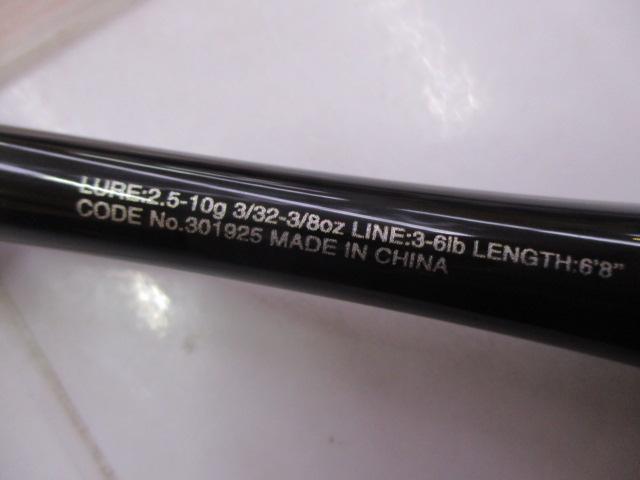 LURE:2.5-10g 3/32-3/8oz LINE:3-6lb LENGTH:6'8"
CODE No.301925 MADE IN CHINA